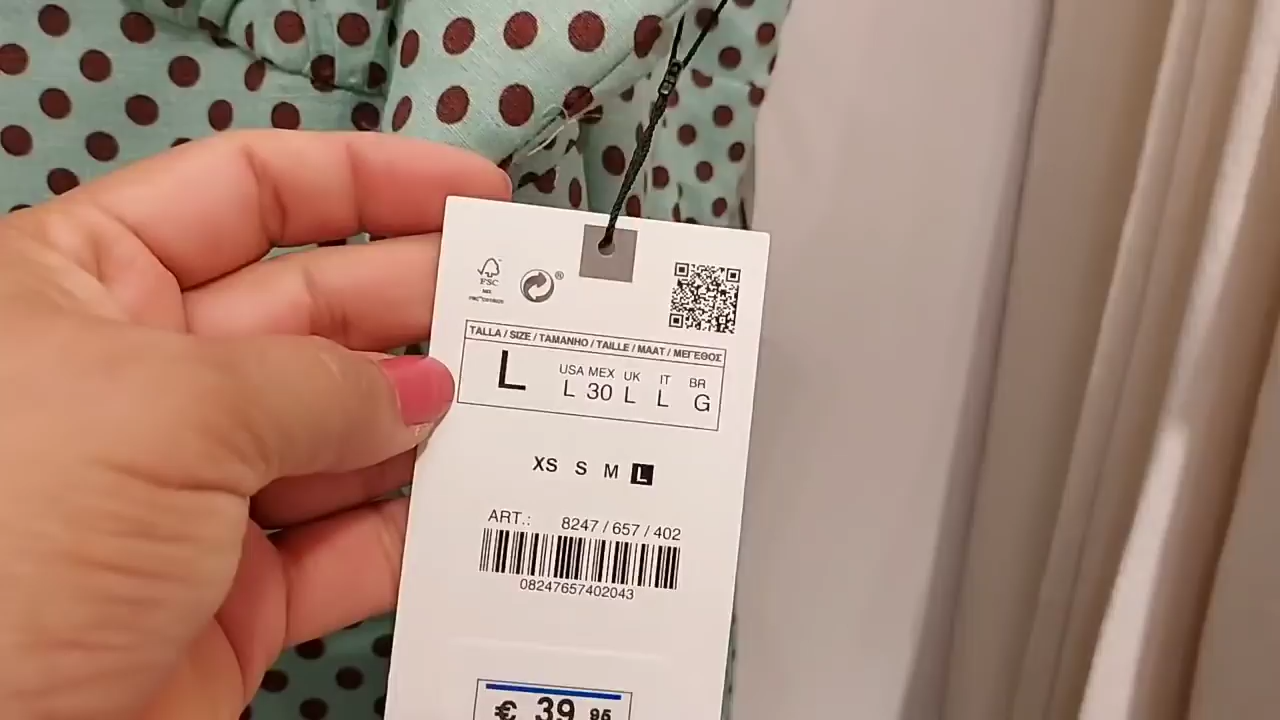 FSC
MIX
®
TALLA / SIZE / TAMANHO / TAILLE / MAAT / ΜΕΓΕΘΟΣ
L
USA MEX UK IT BR
L 30 L L G
XS S M L
ART.: 8247 / 657 / 402
08247657402043
€ 39 95